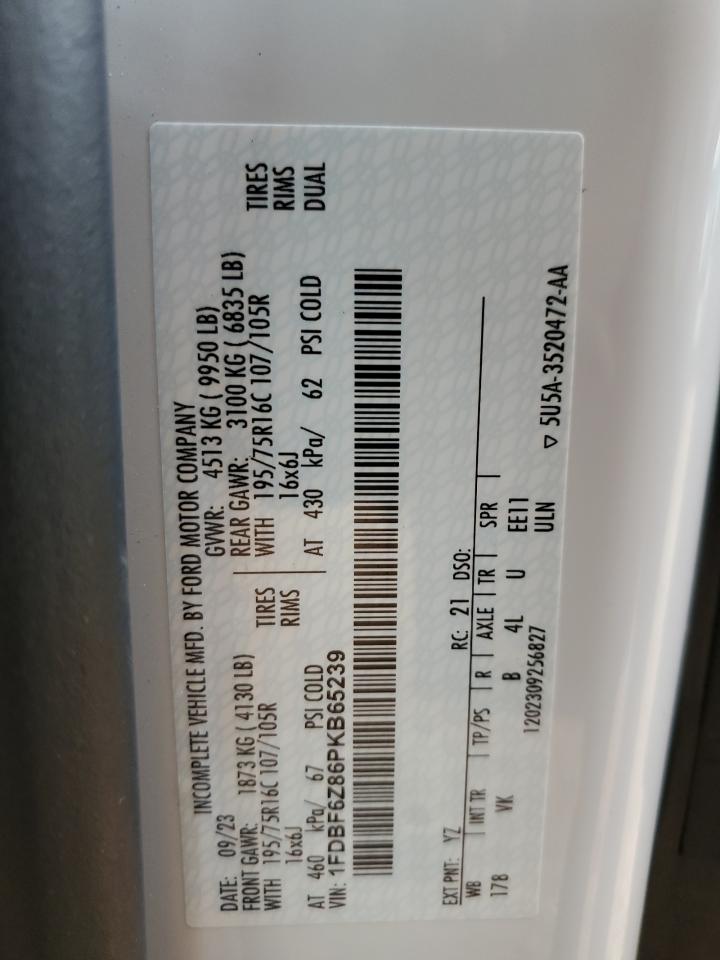 INCOMPLETE VEHICLE MFD. BY FORD MOTOR COMPANY
DATE: 09/23 GVWR: 4513 KG ( 9950 LB)
FRONT GAWR: 1873 KG ( 4130 LB) REAR GAWR: 3100 KG ( 6835 LB)
WITH 195/75R16C 107/105R TIRES WITH 195/75R16C 107/105R TIRES
16x6J RIMS 16x6J RIMS
AT 460 kPa/ 67 PSI COLD AT 430 kPa/ 62 PSI COLD DUAL
VIN: 1FDBF6Z86PKB65239
EXT PNT: YZ RC: 21 DSO:
WB INT TR TP/PS R AXLE TR SPR
178 VK B 4L U EE11
1202309256827 ULN
▽ 5U5A-3520472-AA